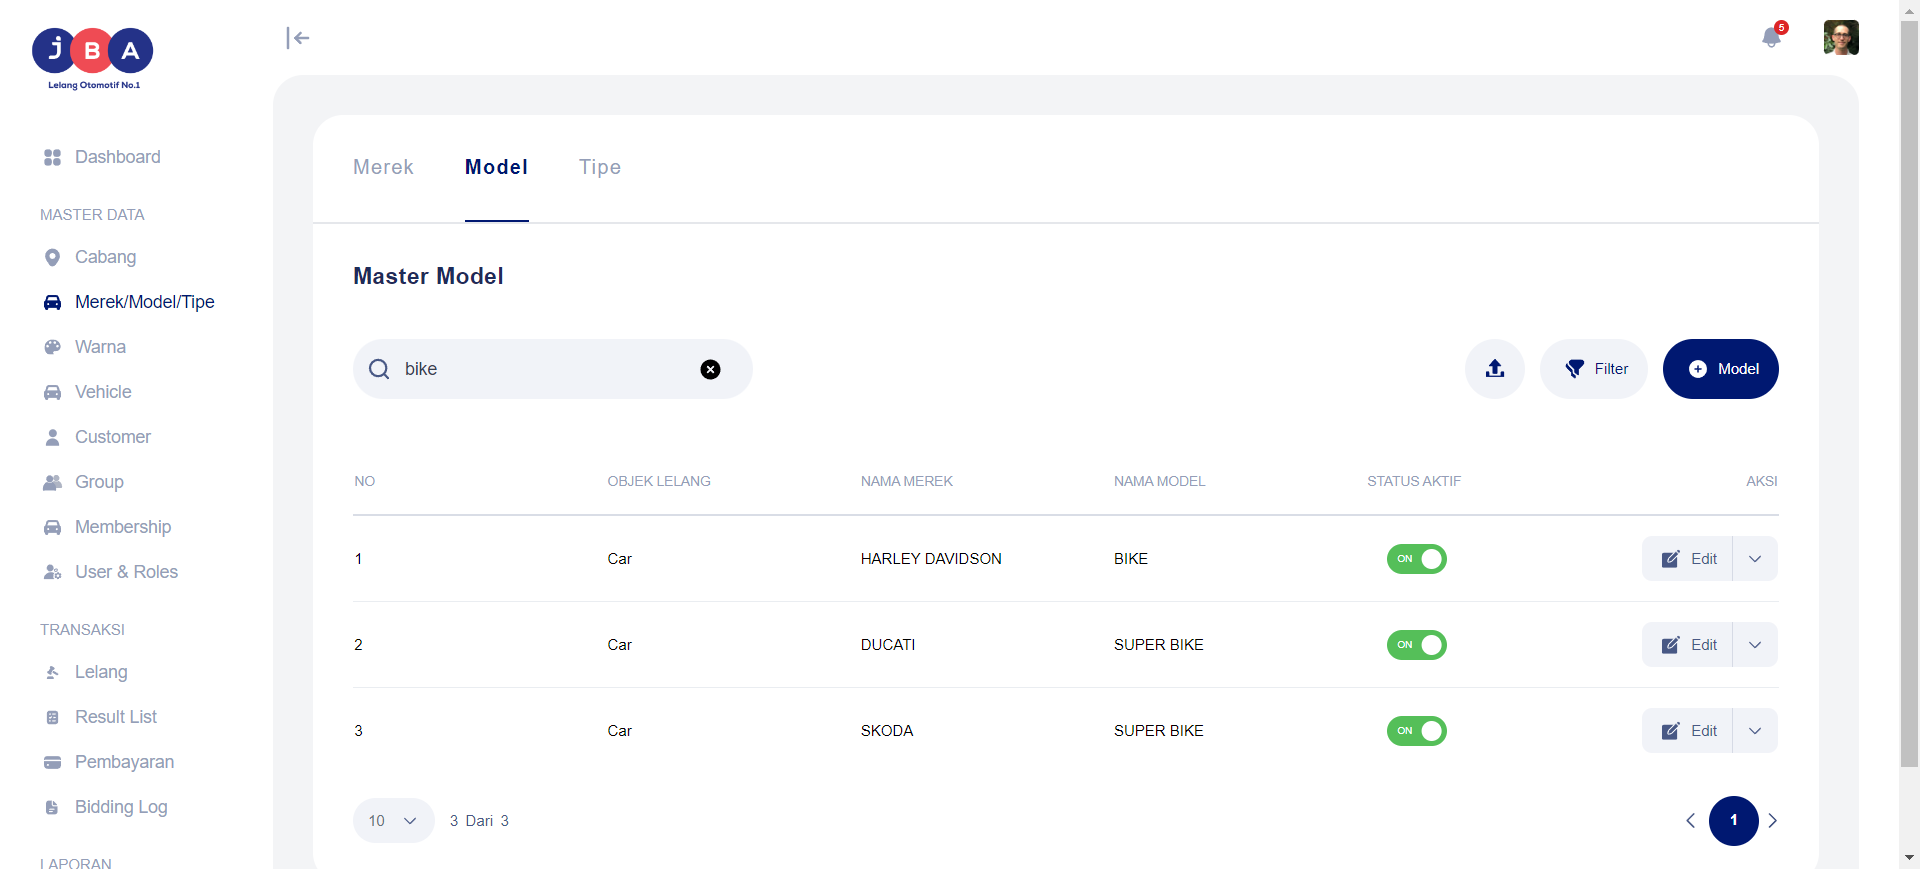 JBA
Lelang Otomotif No.1
5
Dashboard
MASTER DATA
Cabang
Merek/Model/Tipe
Warna
Vehicle
Customer
Group
Membership
User & Roles
TRANSAKSI
Lelang
Result List
Pembayaran
Bidding Log
LAPORAN
Merek Model Tipe
Master Model
bike
Filter
Model
NO OBJEK LELANG NAMA MEREK NAMA MODEL STATUS AKTIF AKSI
1 Car HARLEY DAVIDSON BIKE ON Edit
2 Car DUCATI SUPER BIKE ON Edit
3 Car SKODA SUPER BIKE ON Edit
10 3 Dari 3 1